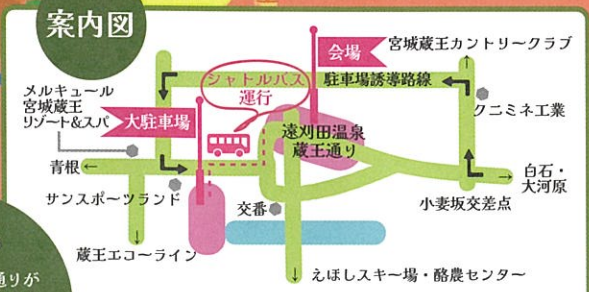 案内図
会場
宮城蔵王カントリークラブ
シャトルバス
運行
駐車場誘導路線
メルキュール
宮城蔵王
リゾート&スパ
大駐車場
クニミネ工業
遠刈田温泉
蔵王通り
青根←
→白石・
大河原
サンスポーツランド
交番
小妻坂交差点
↓
蔵王エコーライン
↓えぼしスキー場・酪農センター
通りが